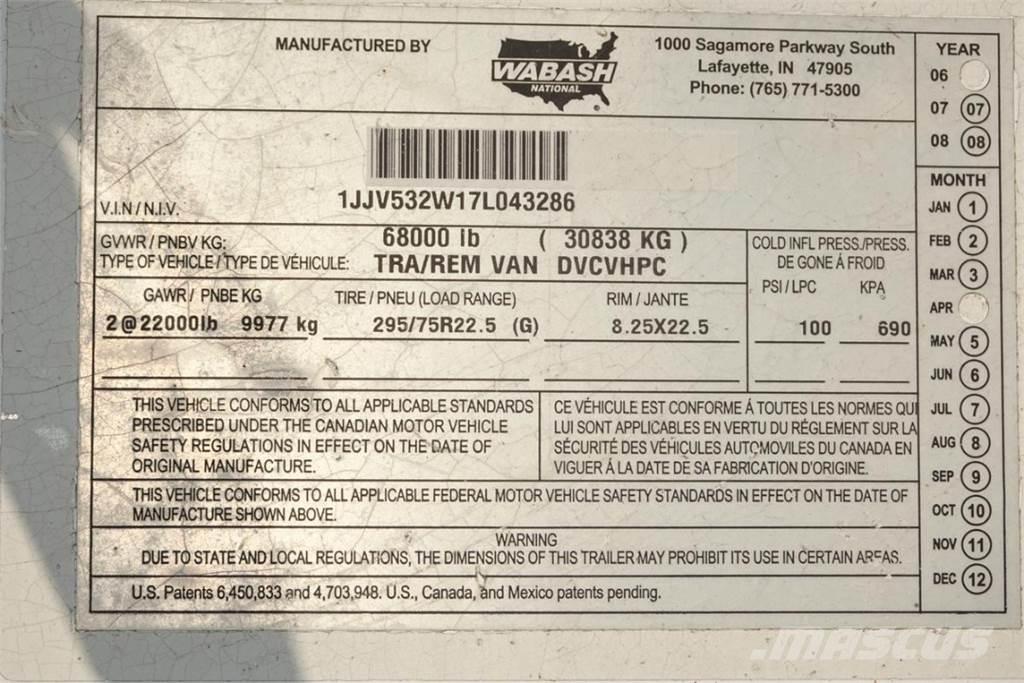 MANUFACTURED BY
WABASH
NATIONAL
1000 Sagamore Parkway South
Lafayette, IN 47905
Phone: (765) 771-5300
1JJV532W17L043286
V.I.N / N.I.V.
GVWR / PNBV KG: 68000 lb ( 30838 KG )
TYPE OF VEHICLE / TYPE DE VÉHICULE: TRA/REM VAN DVCVHPC
COLD INFL PRESS./PRESS.
DE GONE Á FROID
GAWR / PNBE KG TIRE / PNEU (LOAD RANGE) RIM / JANTE PSI / LPC KPA
2@22000lb 9977 kg 295/75R22.5 (G) 8.25X22.5 100 690
THIS VEHICLE CONFORMS TO ALL APPLICABLE STANDARDS
PRESCRIBED UNDER THE CANADIAN MOTOR VEHICLE
SAFETY REGULATIONS IN EFFECT ON THE DATE OF
ORIGINAL MANUFACTURE.
CE VÉHICULE EST CONFORME Á TOUTES LES NORMES QUI
LUI SONT APPLICABLES EN VERTU DU RÉGLEMENT SUR LA
SÉCURITÉ DES VÉHICULES AUTOMOVILES DU CANADA EN
VIGUER Á LA DATE DE SA FABRICATION D'ORIGINE.
THIS VEHICLE CONFORMS TO ALL APPLICABLE FEDERAL MOTOR VEHICLE SAFETY STANDARDS IN EFFECT ON THE DATE OF
MANUFACTURE SHOWN ABOVE.
WARNING
DUE TO STATE AND LOCAL REGULATIONS, THE DIMENSIONS OF THIS TRAILER MAY PROHIBIT ITS USE IN CERTAIN AREAS.
U.S. Patents 6,450,833 and 4,703,948. U.S., Canada, and Mexico patents pending.
YEAR
06
07 07
08 08
MONTH
JAN 1
FEB 2
MAR 3
APR
MAY 5
JUN 6
JUL 7
AUG 8
SEP 9
OCT 10
NOV 11
DEC 12
mascus